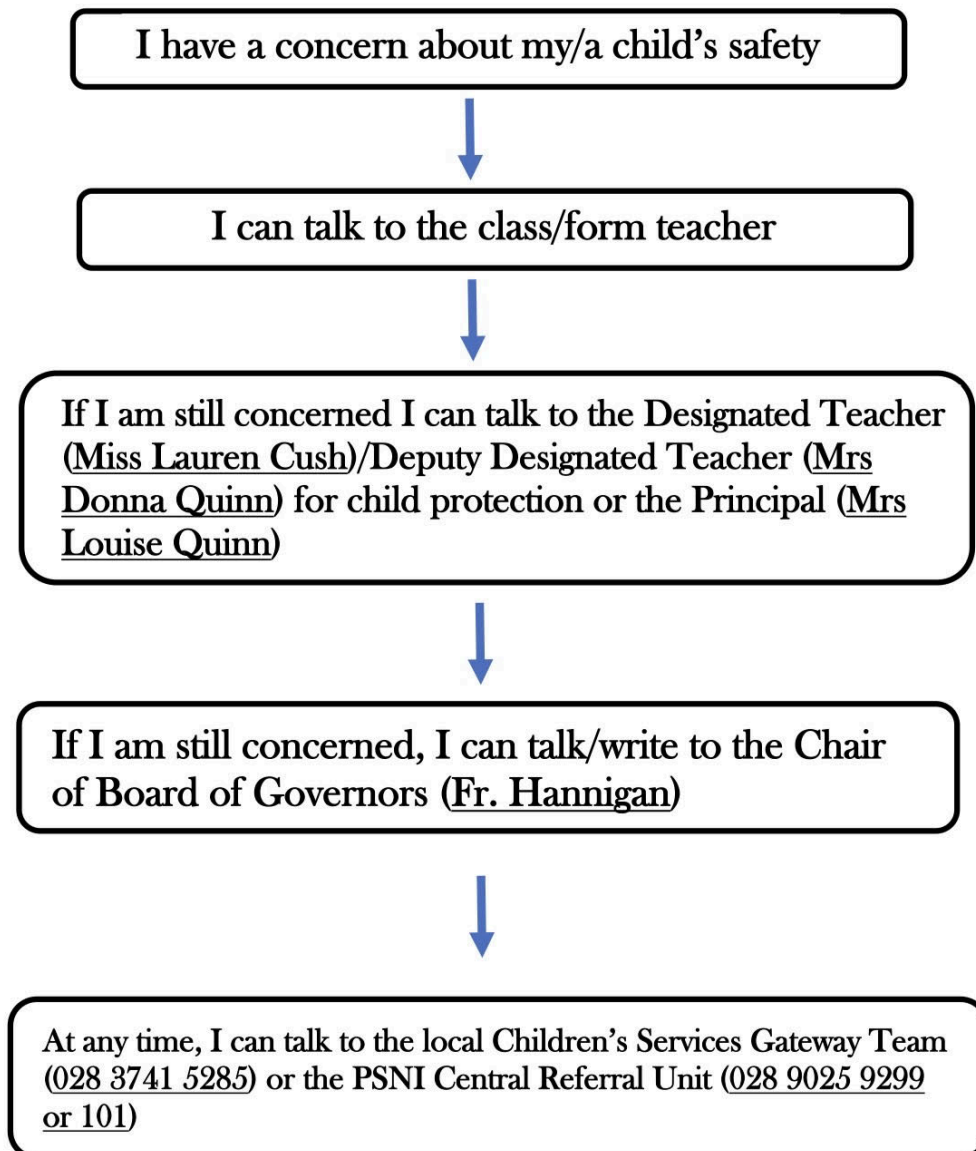 I have a concern about my/a child’s safety
I can talk to the class/form teacher
If I am still concerned I can talk to the Designated Teacher
(Miss Lauren Cush)/Deputy Designated Teacher (Mrs
Donna Quinn) for child protection or the Principal (Mrs
Louise Quinn)
If I am still concerned, I can talk/write to the Chair
of Board of Governors (Fr. Hannigan)
At any time, I can talk to the local Children’s Services Gateway Team
(028 3741 5285) or the PSNI Central Referral Unit (028 9025 9299
or 101)